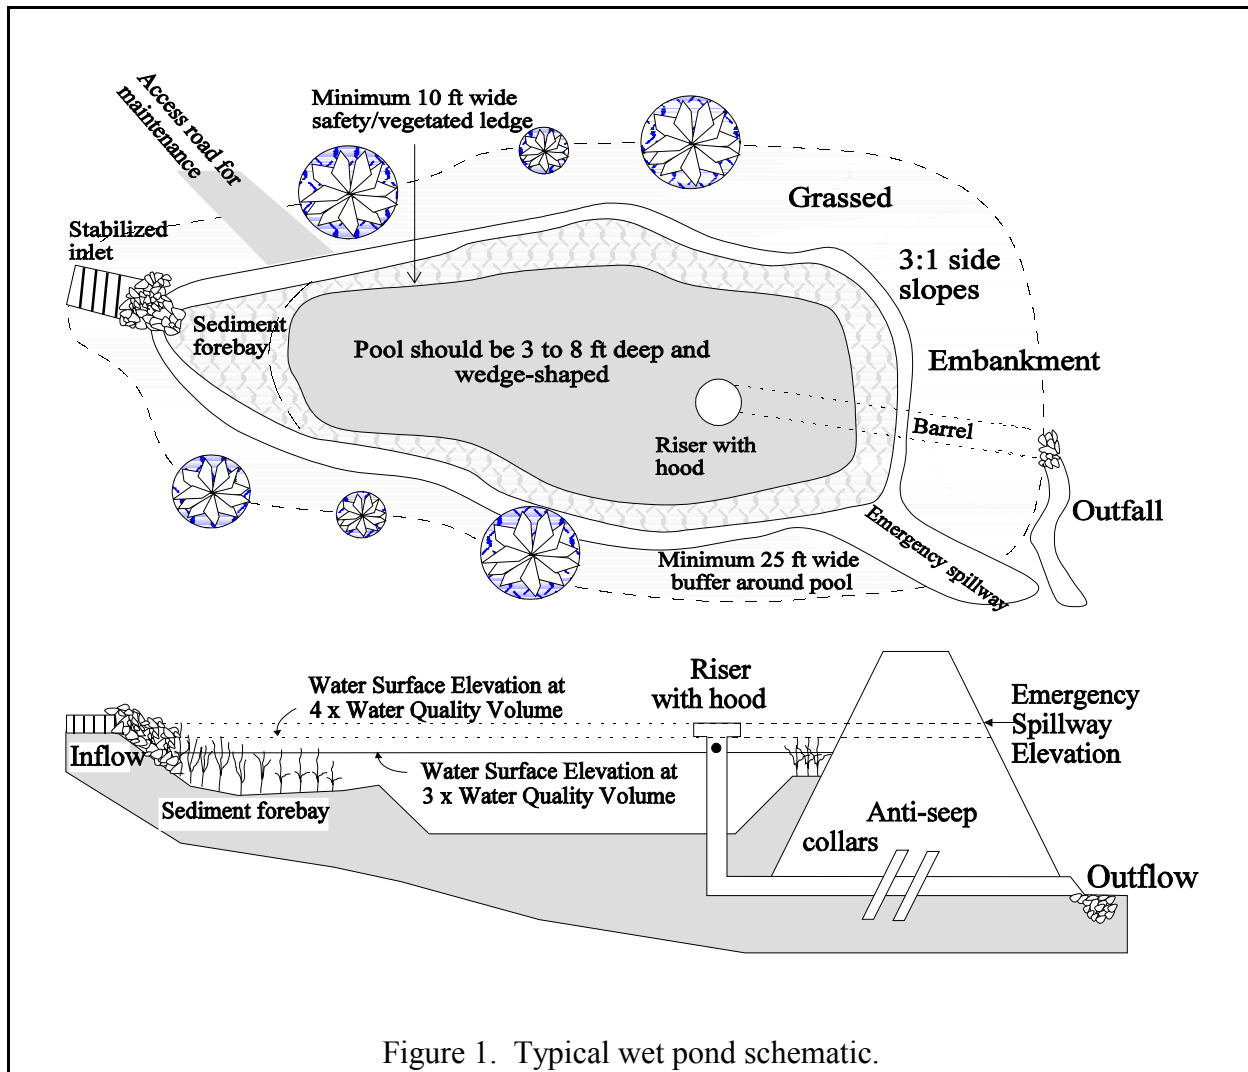 Access road for
maintenance
Minimum 10 ft wide
safety/vegetated ledge
Grassed
Stabilized
inlet
3:1 side
slopes
Sediment
forebay
Pool should be 3 to 8 ft deep and
wedge-shaped
Embankment
Barrel
Riser with
hood
Outfall
Emergency spillway
Minimum 25 ft wide
buffer around pool
Riser
with hood
Water Surface Elevation at
4 x Water Quality Volume
Emergency
Spillway
Elevation
Inflow
Water Surface Elevation at
3 x Water Quality Volume
Sediment forebay
Anti-seep
collars
Outflow
Figure 1. Typical wet pond schematic.